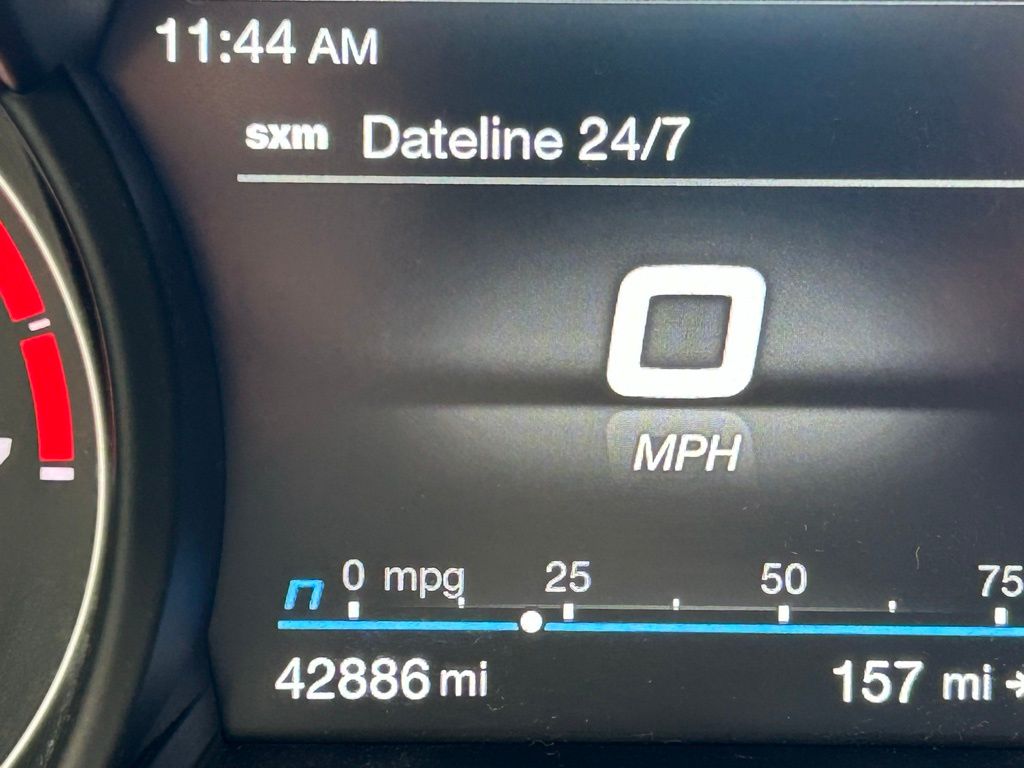 11:44 AM
sxm Dateline 24/7
0
MPH
0 mpg 25 50 75
42886 mi 157 mi